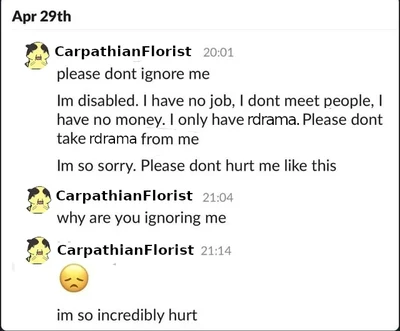 Apr 29th
CarpathianFlorist 20:01
please dont ignore me
Im disabled. I have no job, I dont meet people, I
have no money. I only have rdrama. Please dont
take rdrama from me
Im so sorry. Please dont hurt me like this
CarpathianFlorist 21:04
why are you ignoring me
CarpathianFlorist 21:14
im so incredibly hurt